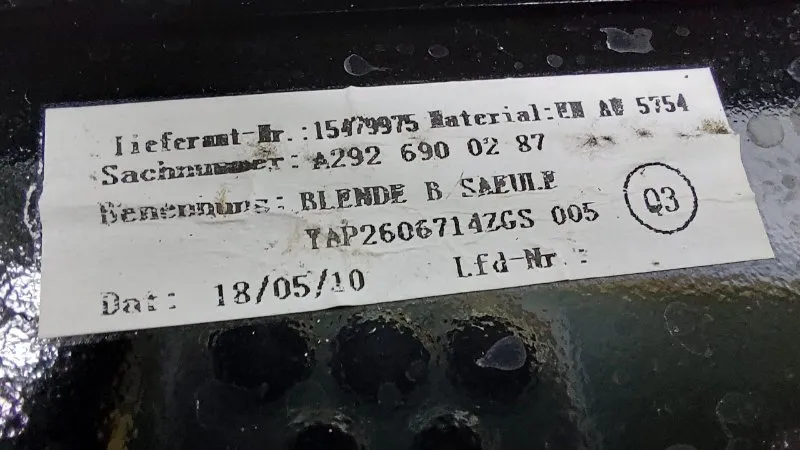 Lieferant-Nr.: 15479975 Material: EN AW 5754
Sachnummer: A292 690 02 87
Benennung: BLENDE B SAEULE
YAP2606714ZGS 005 Q3
Dat: 18/05/10 Lfd-Nr.: